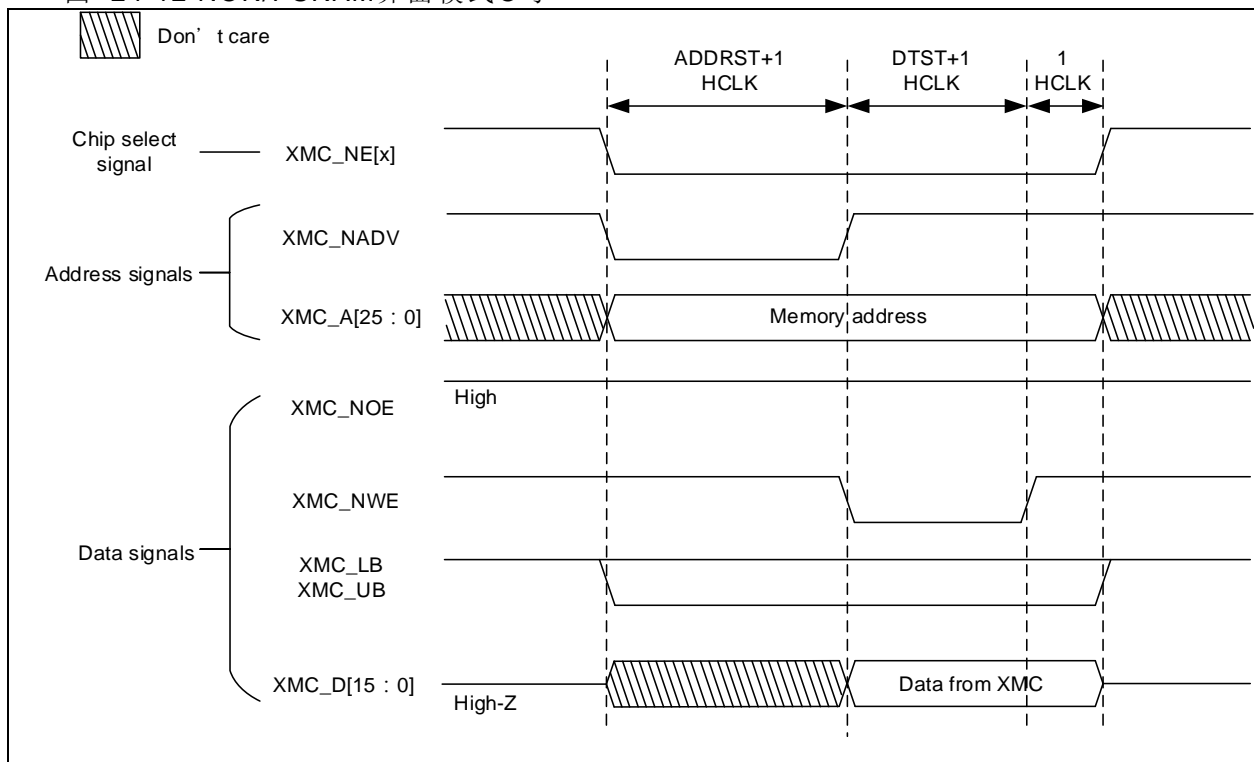 Don't care
ADDRST+1
HCLK
DTST+1
HCLK
1
HCLK
Chip select
signal
XMC_NE[x]
XMC_NADV
Address signals
XMC_A[25 : 0]
Memory address
XMC_NOE
High
XMC_NWE
Data signals
XMC_LB
XMC_UB
XMC_D[15 : 0]
High-Z
Data from XMC